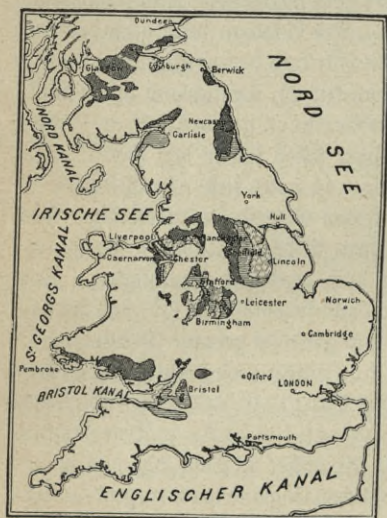 Dundee
Glasgow
Edinburgh
Berwick
NORD SEE
NORD KANAL
Newcastle
Carlisle
York
IRISCHE SEE
Hull
Liverpool
Manchester
Sheffield
Lincoln
Caernarvon
Chester
St GEORGS KANAL
Stafford
Leicester
Norwich
Birmingham
Cambridge
Pembroke
BRISTOL KANAL
Bristol
Oxford
LONDON
Portsmouth
ENGLISCHER KANAL